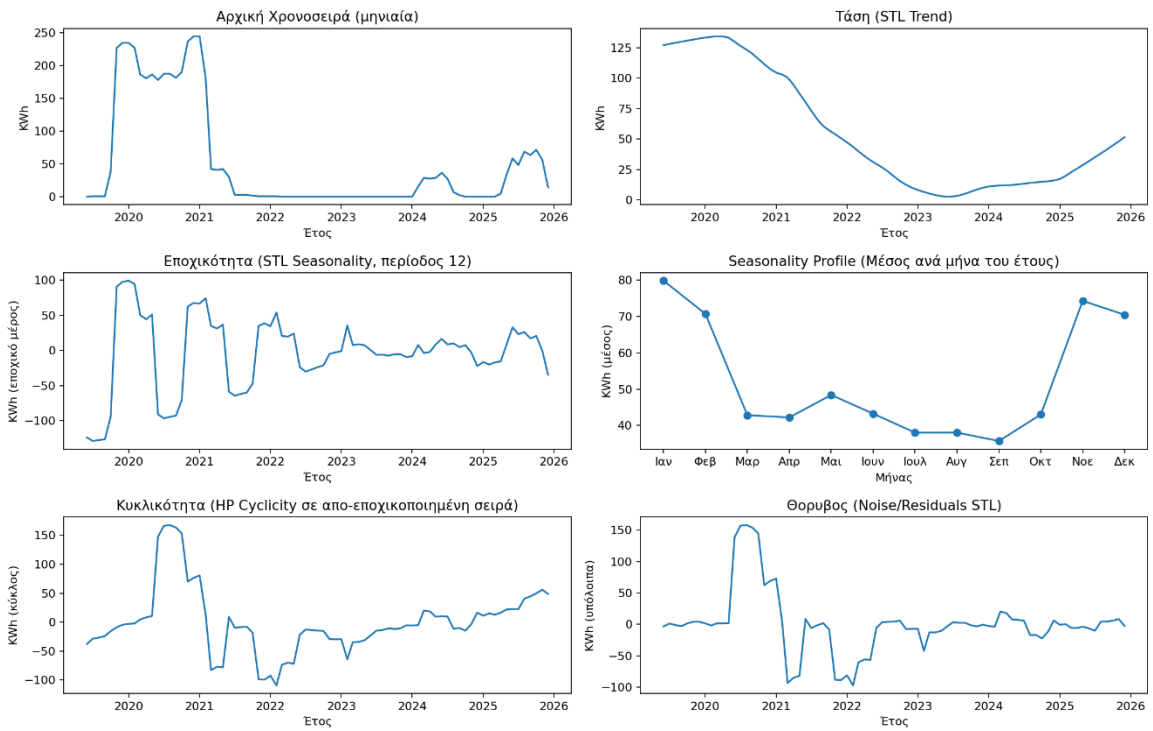 Αρχική Χρονοσειρά (μηνιαία)
KWh
250
200
150
100
50
0
2020 2021 2022 2023 2024 2025 2026
Έτος
Τάση (STL Trend)
KWh
125
100
75
50
25
0
2020 2021 2022 2023 2024 2025 2026
Έτος
Εποχικότητα (STL Seasonality, περίοδος 12)
KWh (εποχικό μέρος)
100
50
0
−50
−100
2020 2021 2022 2023 2024 2025 2026
Έτος
Seasonality Profile (Μέσος ανά μήνα του έτους)
KWh (μέσος)
80
70
60
50
40
Ιαν Φεβ Μαρ Απρ Μαι Ιουν Ιουλ Αυγ Σεπ Οκτ Νοε Δεκ
Μήνας
Κυκλικότητα (HP Cyclicity σε απο-εποχικοποιημένη σειρά)
KWh (κύκλος)
150
100
50
0
−50
−100
2020 2021 2022 2023 2024 2025 2026
Έτος
Θορυβος (Noise/Residuals STL)
KWh (υπόλοιπα)
150
100
50
0
−50
−100
2020 2021 2022 2023 2024 2025 2026
Έτος